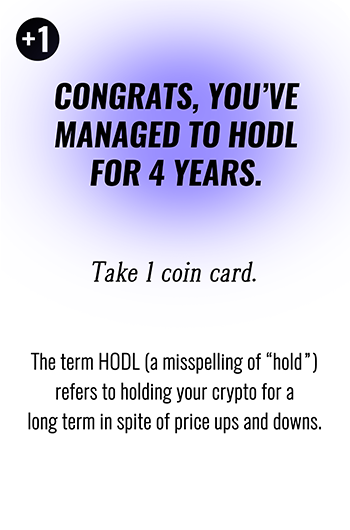 +1
CONGRATS, YOU'VE
MANAGED TO HODL
FOR 4 YEARS.
Take 1 coin card.
The term HODL (a misspelling of “hold”)
refers to holding your crypto for a
long term in spite of price ups and downs.